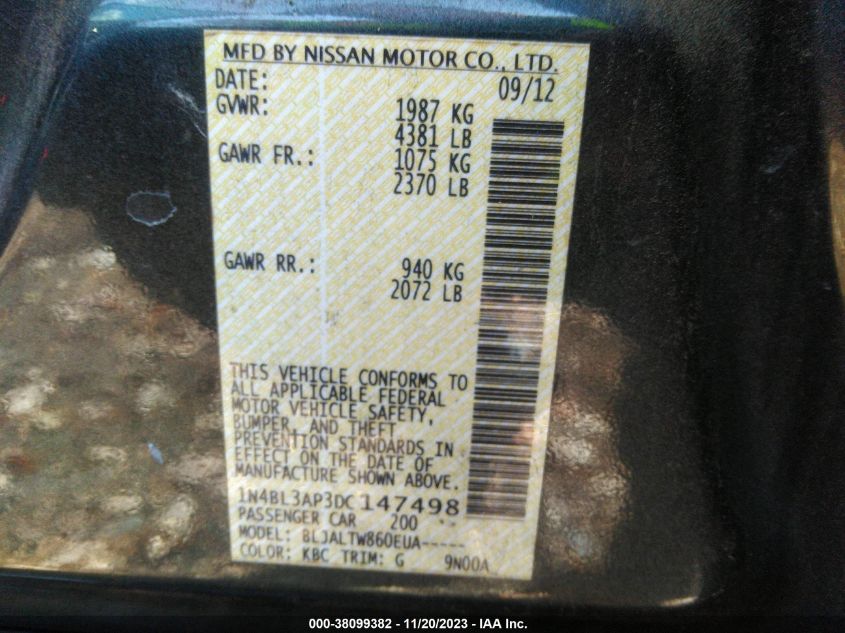 MFD BY NISSAN MOTOR CO., LTD.
DATE: 09/12
GVWR: 1987 KG
4381 LB
GAWR FR.: 1075 KG
2370 LB
GAWR RR.: 940 KG
2072 LB
THIS VEHICLE CONFORMS TO
ALL APPLICABLE FEDERAL
MOTOR VEHICLE SAFETY,
BUMPER, AND THEFT
PREVENTION STANDARDS IN
EFFECT ON THE DATE OF
MANUFACTURE SHOWN ABOVE.
1N4BL3AP3DC147498
PASSENGER CAR 200
MODEL: BLJALTW860EUA-----
COLOR: KBC TRIM: G 9N00A
000-38099382 - 11/20/2023 - IAA Inc.